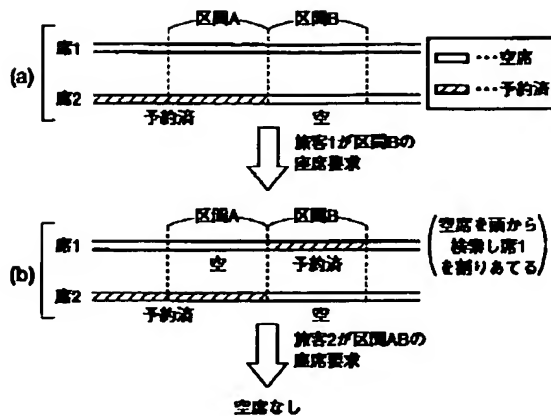 区間A 区間B
(a)
席1
席2
予約済 空
…空席
…予約済
旅客1が区間Bの
座席要求
区間A 区間B
(b)
席1
空 予約済
席2
予約済 空
空席を頭から
検索し席1
を割りあてる
旅客2が区間ABの
座席要求
空席なし